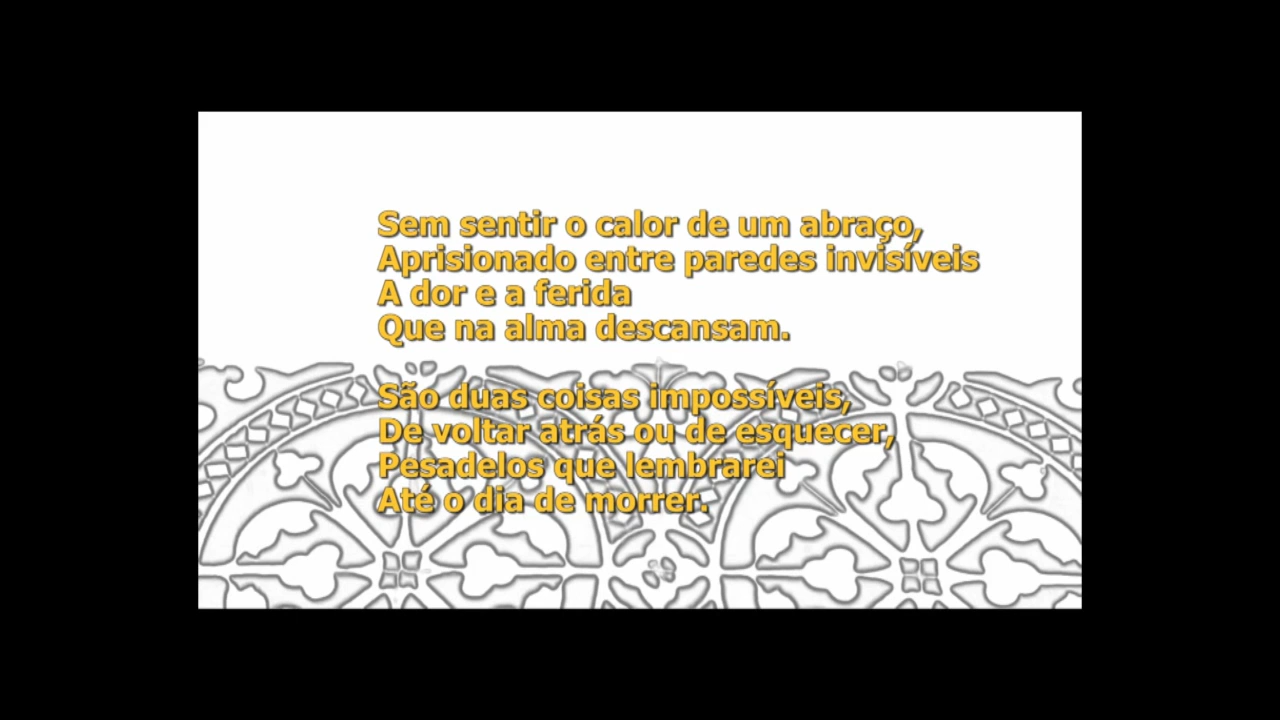 Sem sentir o calor de um abraço,
Aprisionado entre paredes invisíveis
A dor e a ferida
Que na alma descansam.
São duas coisas impossíveis,
De voltar atrás ou de esquecer,
Pesadelos que lembrarei
Até o dia de morrer.